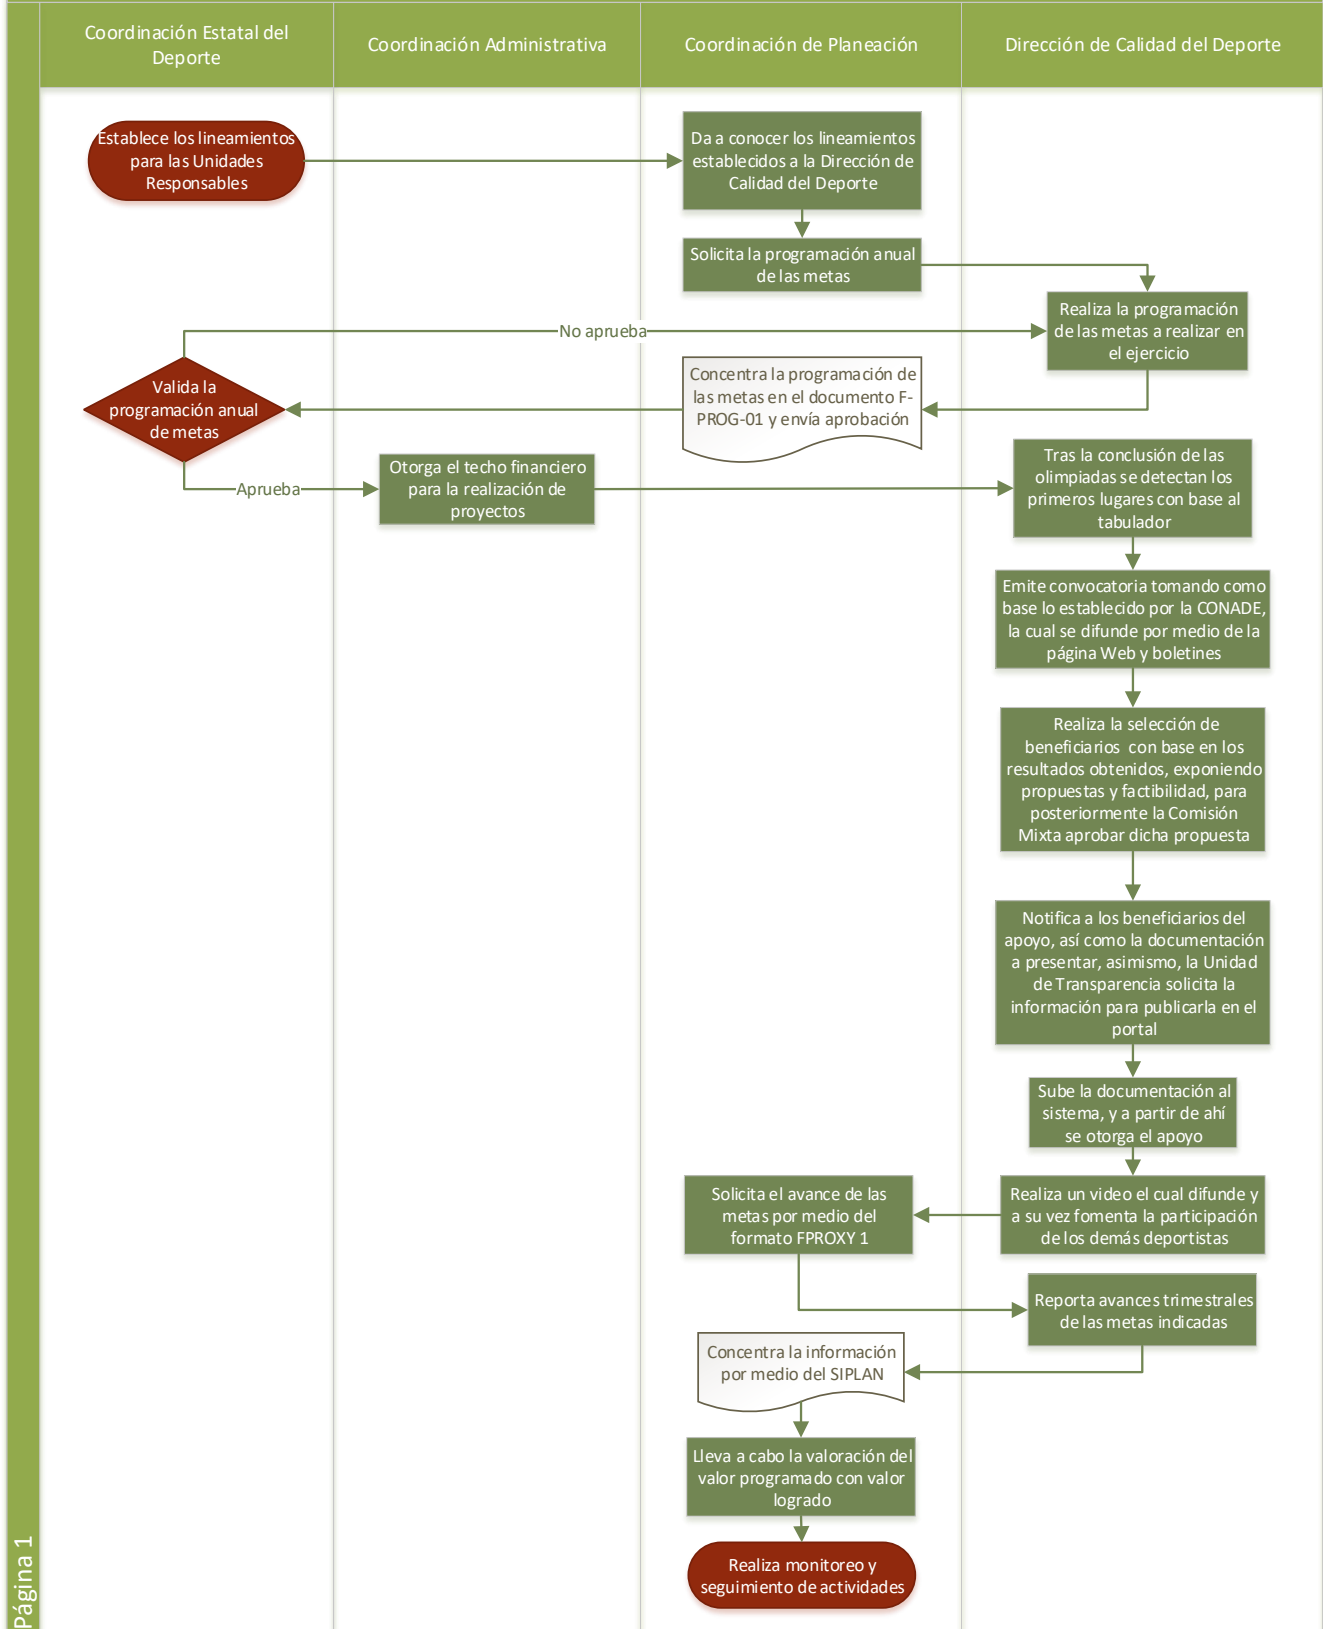 Coordinación Estatal del
Deporte
Coordinación Administrativa
Coordinación de Planeación
Dirección de Calidad del Deporte
Establece los lineamientos
para las Unidades
Responsables
Da a conocer los lineamientos
establecidos a la Dirección de
Calidad del Deporte
Solicita la programación anual
de las metas
Realiza la programación
de las metas a realizar en
el ejercicio
No aprueba
Concentra la programación de
las metas en el documento F-
PROG-01 y envía aprobación
Valida la
programación anual
de metas
Aprueba
Otorga el techo financiero
para la realización de
proyectos
Tras la conclusión de las
olimpiadas se detectan los
primeros lugares con base al
tabulador
Emite convocatoria tomando como
base lo establecido por la CONADE,
la cual se difunde por medio de la
página Web y boletines
Realiza la selección de
beneficiarios con base en los
resultados obtenidos, exponiendo
propuestas y factibilidad, para
posteriormente la Comisión
Mixta aprobar dicha propuesta
Notifica a los beneficiarios del
apoyo, así como la documentación
a presentar, asimismo, la Unidad
de Transparencia solicita la
información para publicarla en el
portal
Sube la documentación al
sistema, y a partir de ahí
se otorga el apoyo
Realiza un video el cual difunde y
a su vez fomenta la participación
de los demás deportistas
Solicita el avance de las
metas por medio del
formato FPROXY 1
Reporta avances trimestrales
de las metas indicadas
Concentra la información
por medio del SIPLAN
Lleva a cabo la valoración del
valor programado con valor
logrado
Realiza monitoreo y
seguimiento de actividades
Página 1